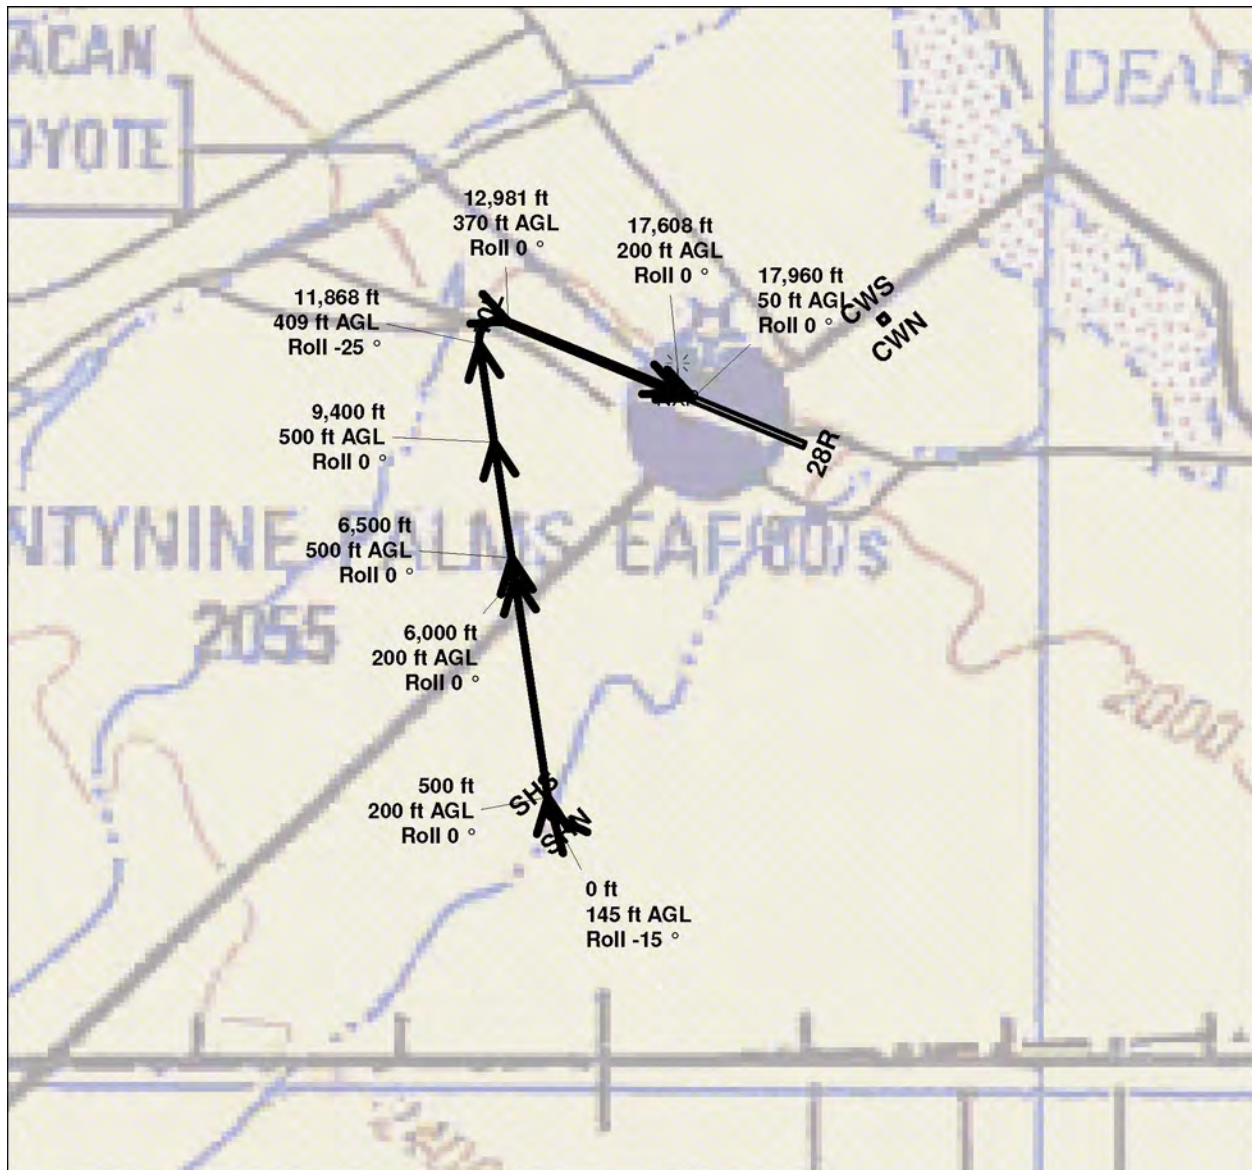 ACAN
OYOTE
DEAD
12,981 ft
370 ft AGL
Roll 0 °
17,608 ft
200 ft AGL
Roll 0 °
17,960 ft
50 ft AGL
Roll 0 °
CWS
CWN
11,868 ft
409 ft AGL
Roll -25 °
9,400 ft
500 ft AGL
Roll 0 °
28R
6,500 ft
500 ft AGL
Roll 0 °
NTYNINE PALMS EAF
2055
6,000 ft
200 ft AGL
Roll 0 °
2000
500 ft
200 ft AGL
Roll 0 °
SHS
0 ft
145 ft AGL
Roll -15 °
2400